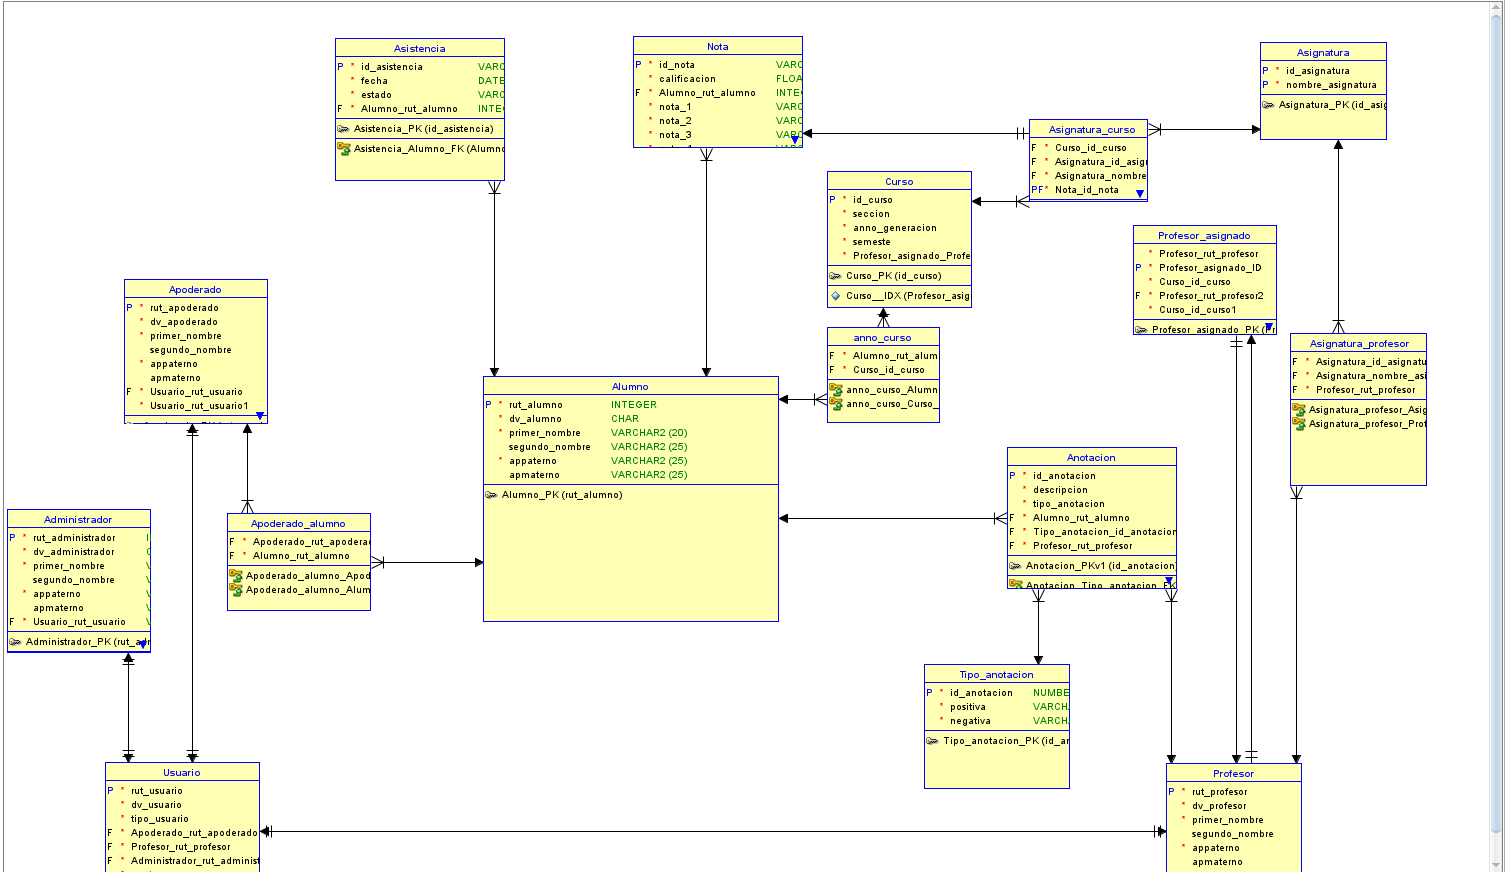 Asistencia
P * id_asistencia VARC
* fecha DATE
* estado VARC
F * Alumno_rut_alumno INTE
Asistencia_PK (id_asistencia)
Asistencia_Alumno_FK (Alumno
Nota
P * id_nota VARC
* calificacion FLOA
F * Alumno_rut_alumno INTE
* nota_1 VARC
* nota_2 VARC
* nota_3 VARC
Asignatura
P * id_asignatura
P * nombre_asignatura
Asignatura_PK (id_asig
Asignatura_curso
F * Curso_id_curso
F * Asignatura_id_asign
F * Asignatura_nombre
PF* Nota_id_nota
Curso
P * id_curso
* seccion
* anno_generacion
* semeste
* Profesor_asignado_Profe
Curso_PK (id_curso)
Curso__IDX (Profesor_asig
Profesor_asignado
* Profesor_rut_profesor
P * Profesor_asignado_ID
* Curso_id_curso
F * Profesor_rut_profesor2
* Curso_id_curso1
Profesor_asignado_PK
Apoderado
P * rut_apoderado
* dv_apoderado
* primer_nombre
segundo_nombre
* appaterno
apmaterno
F * Usuario_rut_usuario
* Usuario_rut_usuario1
anno_curso
F * Alumno_rut_alum
F * Curso_id_curso
anno_curso_Alumn
anno_curso_Curso_
Asignatura_profesor
F * Asignatura_id_asignatu
F * Asignatura_nombre_asi
F * Profesor_rut_profesor
Asignatura_profesor_Asig
Asignatura_profesor_Prof
Alumno
P * rut_alumno INTEGER
* dv_alumno CHAR
* primer_nombre VARCHAR2 (20)
segundo_nombre VARCHAR2 (25)
* appaterno VARCHAR2 (25)
apmaterno VARCHAR2 (25)
Alumno_PK (rut_alumno)
Anotacion
P * id_anotacion
* descripcion
* tipo_anotacion
F * Alumno_rut_alumno
F * Tipo_anotacion_id_anotacion
F * Profesor_rut_profesor
Anotacion_PKv1 (id_anotacion)
Anotacion_Tipo_anotacion_FK
Administrador
P * rut_administrador I
* dv_administrador C
* primer_nombre V
segundo_nombre V
* appaterno V
apmaterno V
F * Usuario_rut_usuario V
Administrador_PK (rut_adm
Apoderado_alumno
F * Apoderado_rut_apodera
F * Alumno_rut_alumno
Apoderado_alumno_Apod
Apoderado_alumno_Alum
Tipo_anotacion
P * id_anotacion NUMBE
* positiva VARCH
* negativa VARCH
Tipo_anotacion_PK (id_an
Usuario
P * rut_usuario
* dv_usuario
* tipo_usuario
F * Apoderado_rut_apoderado
F * Profesor_rut_profesor
F * Administrador_rut_administ
Profesor
P * rut_profesor
* dv_profesor
* primer_nombre
segundo_nombre
* appaterno
apmaterno